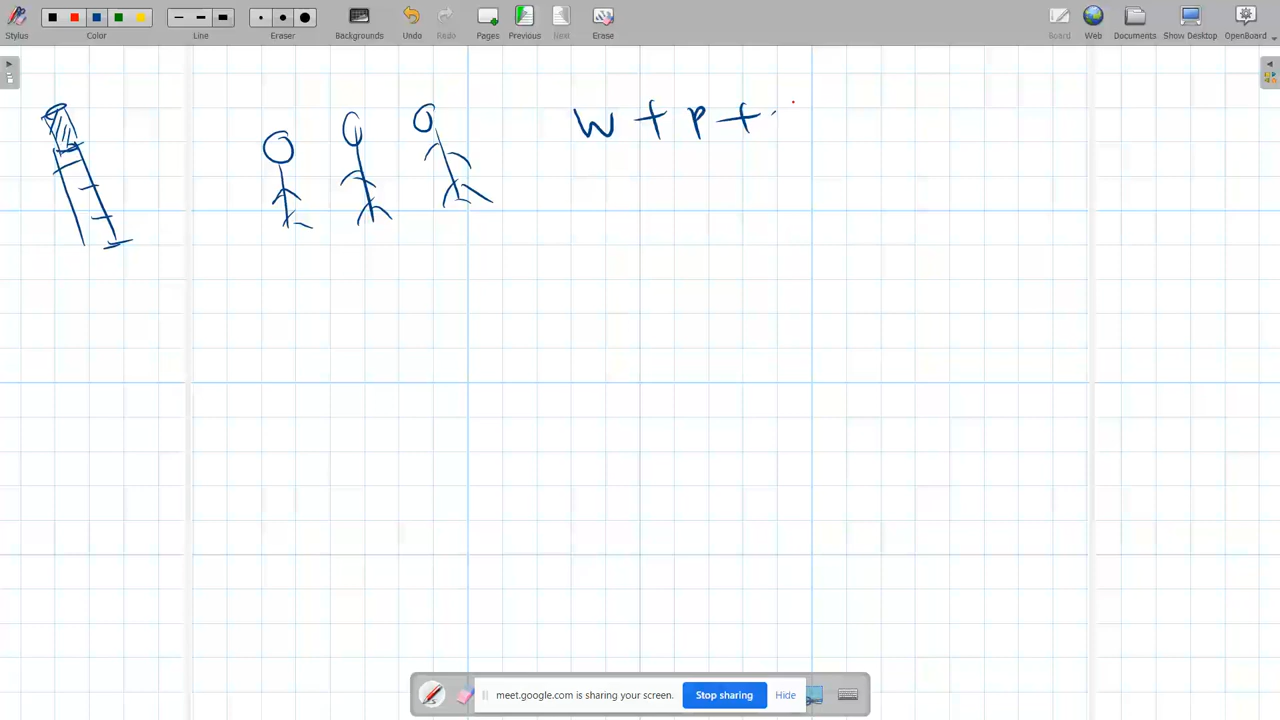 Stylus
Color
Line
Eraser
Backgrounds
Undo
Redo
Pages
Previous
Next
Erase
Board
Web
Documents
Show Desktop
OpenBoard
W + P +
meet.google.com is sharing your screen. Stop sharing Hide